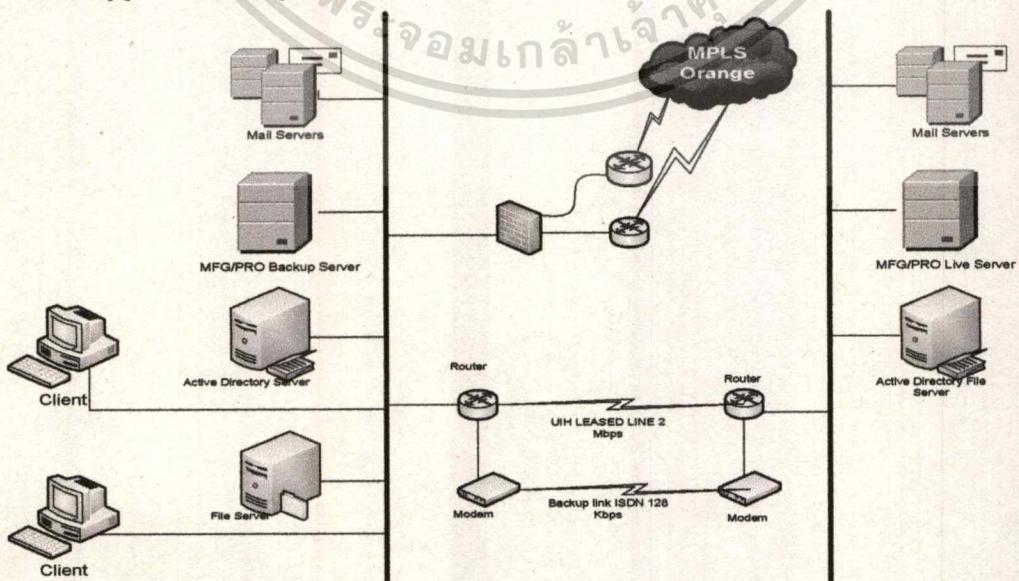 พระจอมเกล้าเจ้าคุ
MPLS
Orange
Mail Servers
Mail Servers
MFG/PRO Backup Server
MFG/PRO Live Server
Client
Active Directory Server
Router
Router
Active Directory File
Server
UIH LEASED LINE 2
Mbps
File Server
Modem
Backup link ISDN 128
Kbps
Modem
Client